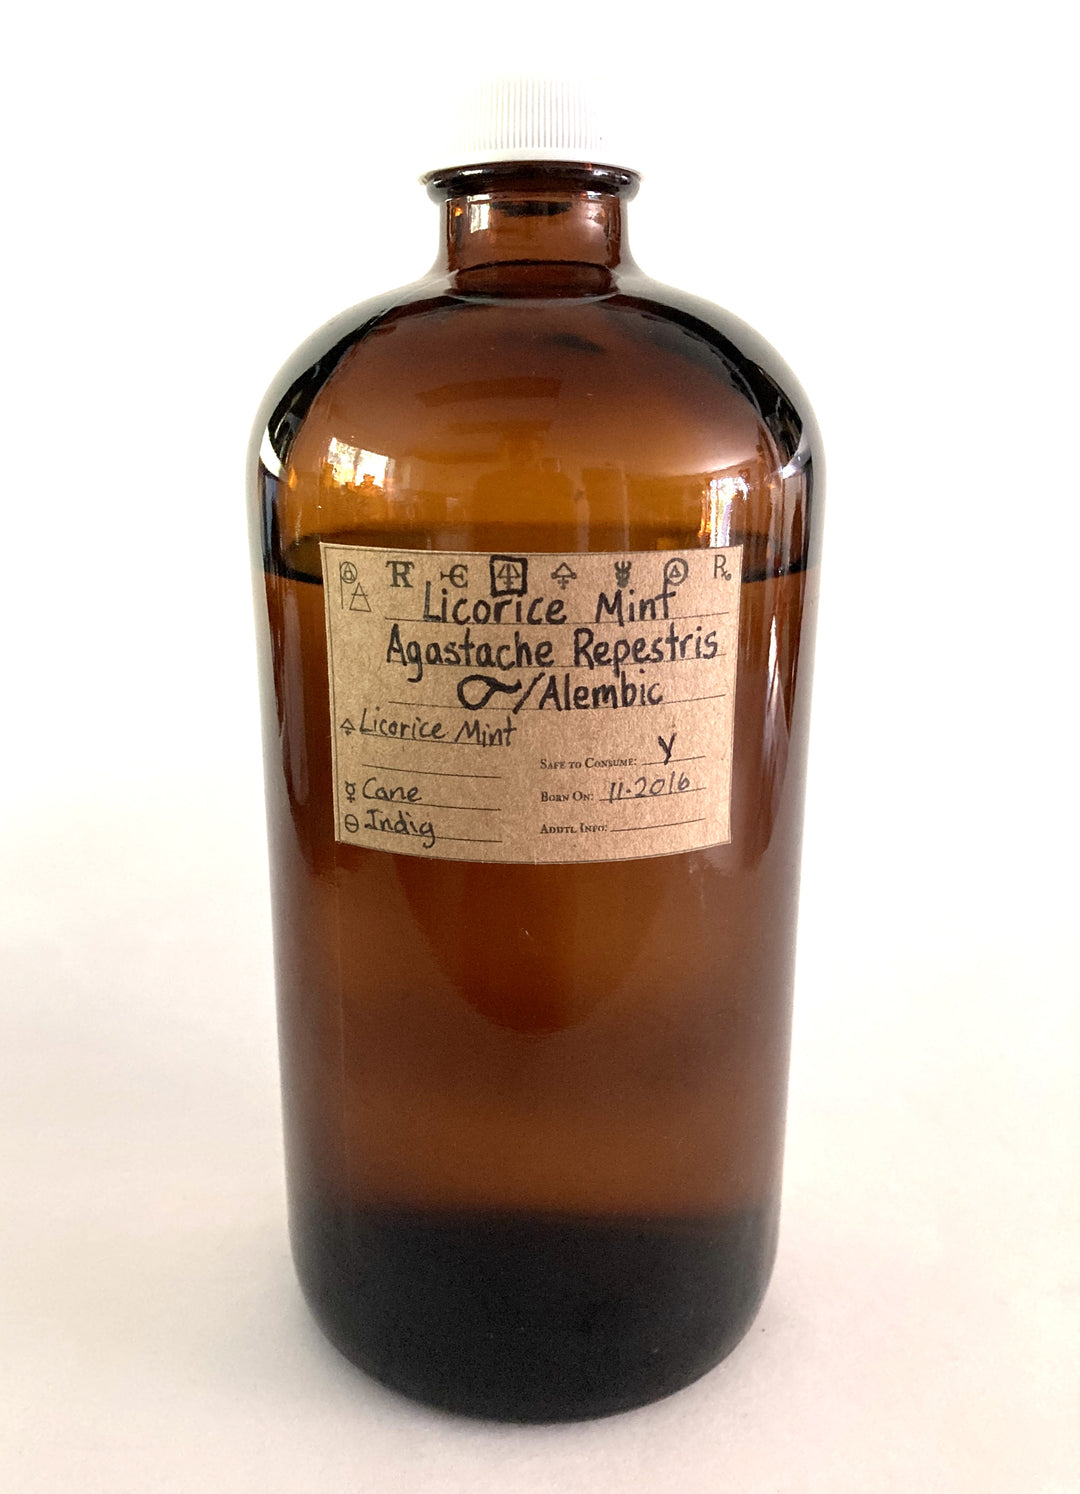 ℞
Licorice Mint
Agastache Repestris
/Alembic
Licorice Mint
Cane
Indig
Safe to Consume: Y
Born On: 11-2016
Addtl Info: